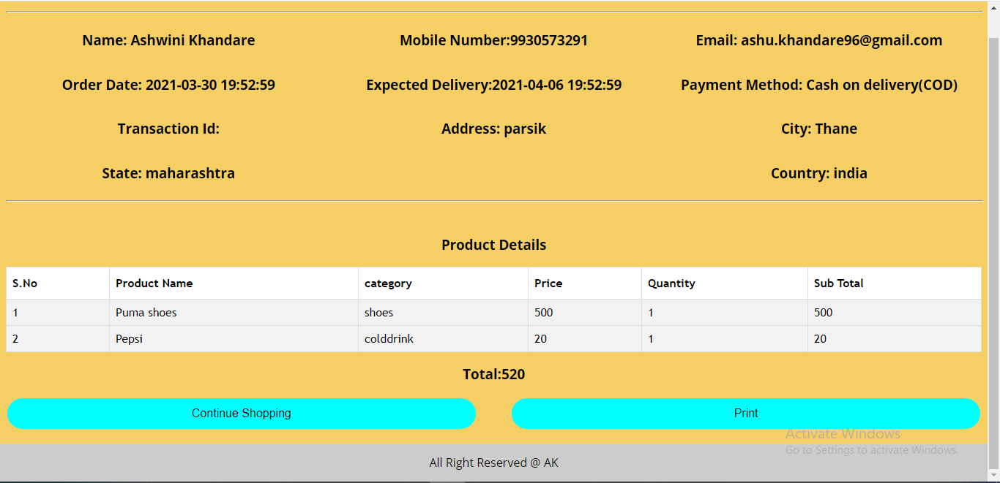 Name: Ashwini Khandare Mobile Number:9930573291 Email: ashu.khandare96@gmail.com
Order Date: 2021-03-30 19:52:59 Expected Delivery:2021-04-06 19:52:59 Payment Method: Cash on delivery(COD)
Transaction Id: Address: parsik City: Thane
State: maharashtra Country: india
Product Details
S.No Product Name category Price Quantity Sub Total
1 Puma shoes shoes 500 1 500
2 Pepsi colddrink 20 1 20
Total:520
Continue Shopping Print
Activate Windows
Go to Settings to activate Windows.
All Right Reserved @ AK